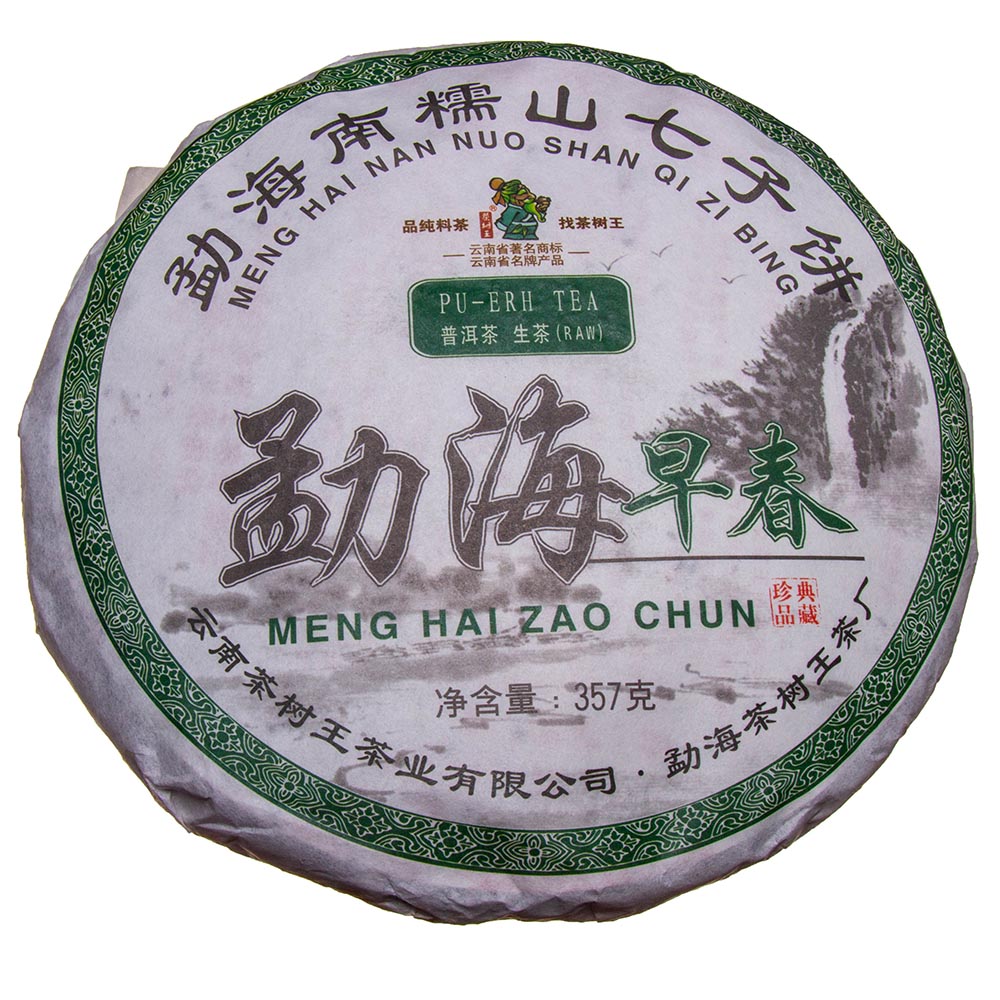 勐海南糯山七子饼
MENG HAI NAN NUO SHAN QI ZI BING
品纯料茶 茶树王® 找茶树王
云南省著名商标
云南省名牌产品
PU-ERH TEA
普洱茶 生茶(RAW)
勐海早春
MENG HAI ZAO CHUN
典藏
珍品
净含量：357克
云南茶树王茶业有限公司·勐海茶树王茶厂